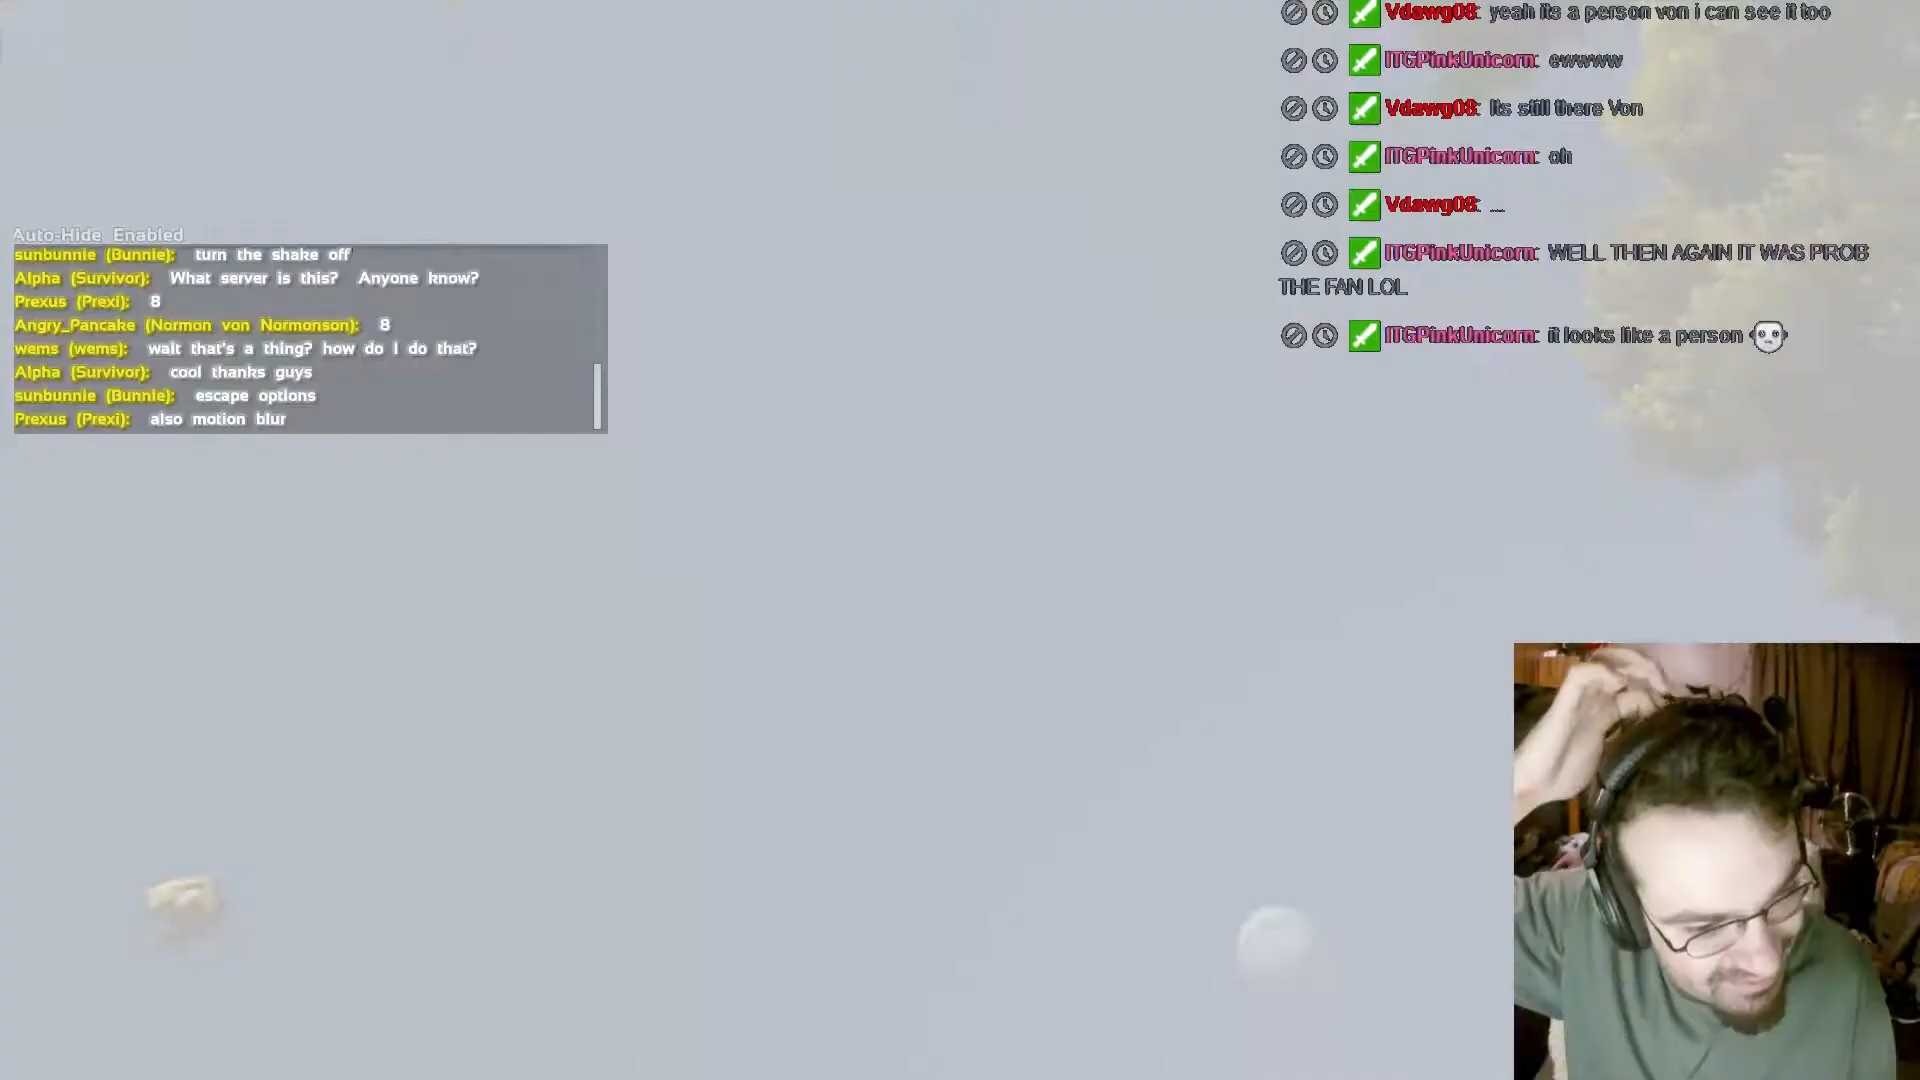 Auto-Hide Enabled
sunbunnie (Bunnie): turn the shake off
Alpha (Survivor): What server is this? Anyone know?
Prexus (Prexi): 8
Angry_Pancake (Normon von Normonson): 8
wems (wems): wait that's a thing? how do I do that?
Alpha (Survivor): cool thanks guys
sunbunnie (Bunnie): escape options
Prexus (Prexi): also motion blur
Vdawg08: yeah its a person von i can see it too
ITGPinkUnicorn: ewwww
Vdawg08: Its still there Von
ITGPinkUnicorn: oh
Vdawg08: ...
ITGPinkUnicorn: WELL THEN AGAIN IT WAS PROB
THE FAN LOL
ITGPinkUnicorn: it looks like a person